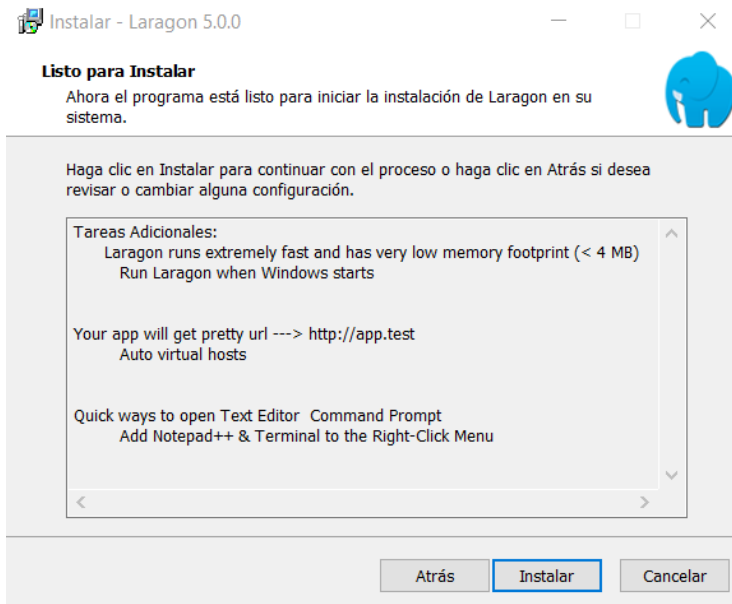 Instalar - Laragon 5.0.0
Listo para Instalar
Ahora el programa está listo para iniciar la instalación de Laragon en su
sistema.
Haga clic en Instalar para continuar con el proceso o haga clic en Atrás si desea
revisar o cambiar alguna configuración.
Tareas Adicionales:
Laragon runs extremely fast and has very low memory footprint (< 4 MB)
Run Laragon when Windows starts
Your app will get pretty url ---> http://app.test
Auto virtual hosts
Quick ways to open Text Editor  Command Prompt
Add Notepad++ & Terminal to the Right-Click Menu
Atrás
Instalar
Cancelar